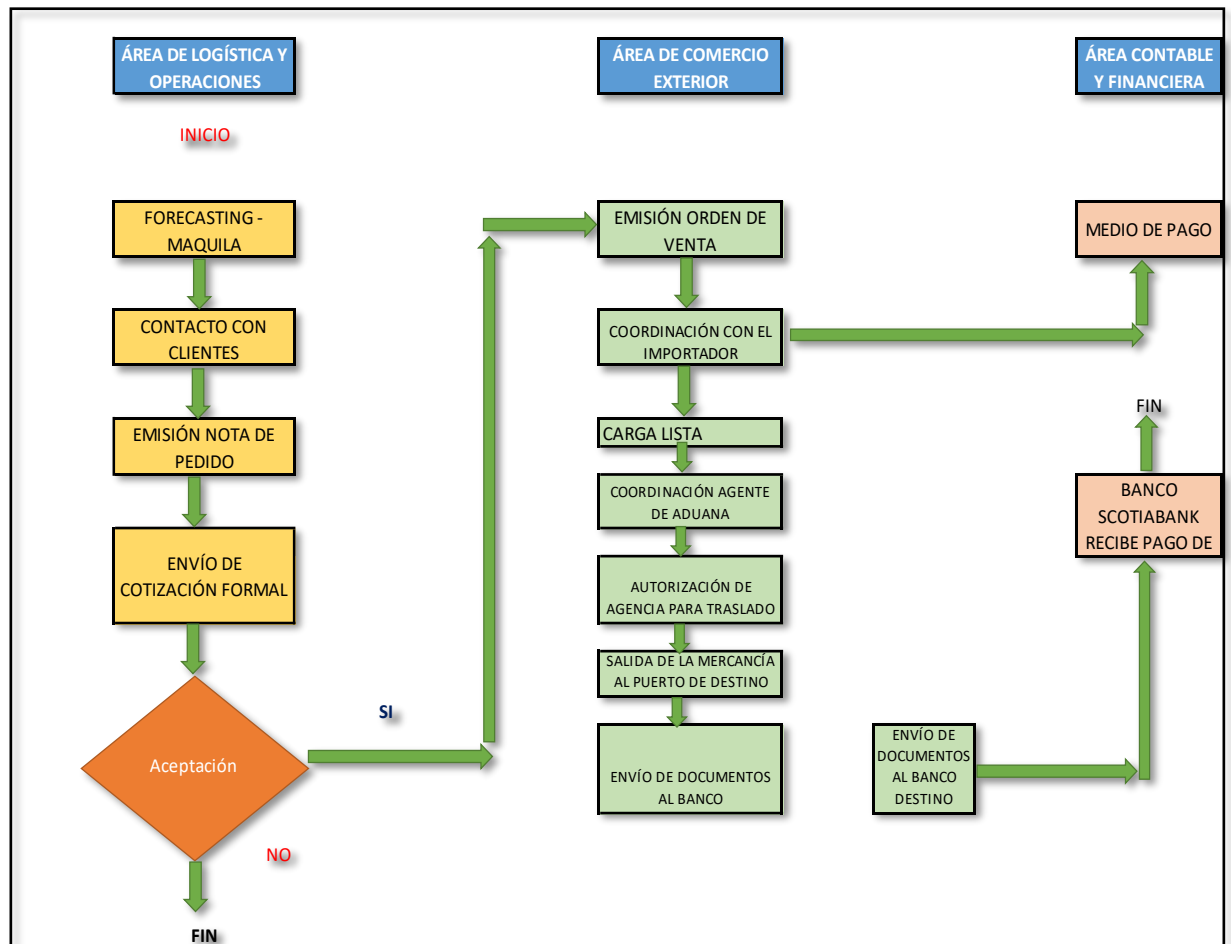 ÁREA DE LOGÍSTICA Y
OPERACIONES
INICIO
FORECASTING -
MAQUILA
CONTACTO CON
CLIENTES
EMISIÓN NOTA DE
PEDIDO
ENVÍO DE
COTIZACIÓN FORMAL
Aceptación
SI
NO
FIN
ÁREA DE COMERCIO
EXTERIOR
EMISIÓN ORDEN DE
VENTA
COORDINACIÓN CON EL
IMPORTADOR
CARGA LISTA
COORDINACIÓN AGENTE
DE ADUANA
AUTORIZACIÓN DE
AGENCIA PARA TRASLADO
SALIDA DE LA MERCANCÍA
AL PUERTO DE DESTINO
ENVÍO DE DOCUMENTOS
AL BANCO
ENVÍO DE
DOCUMENTOS
AL BANCO
DESTINO
ÁREA CONTABLE
Y FINANCIERA
MEDIO DE PAGO
FIN
BANCO
SCOTIABANK
RECIBE PAGO DE